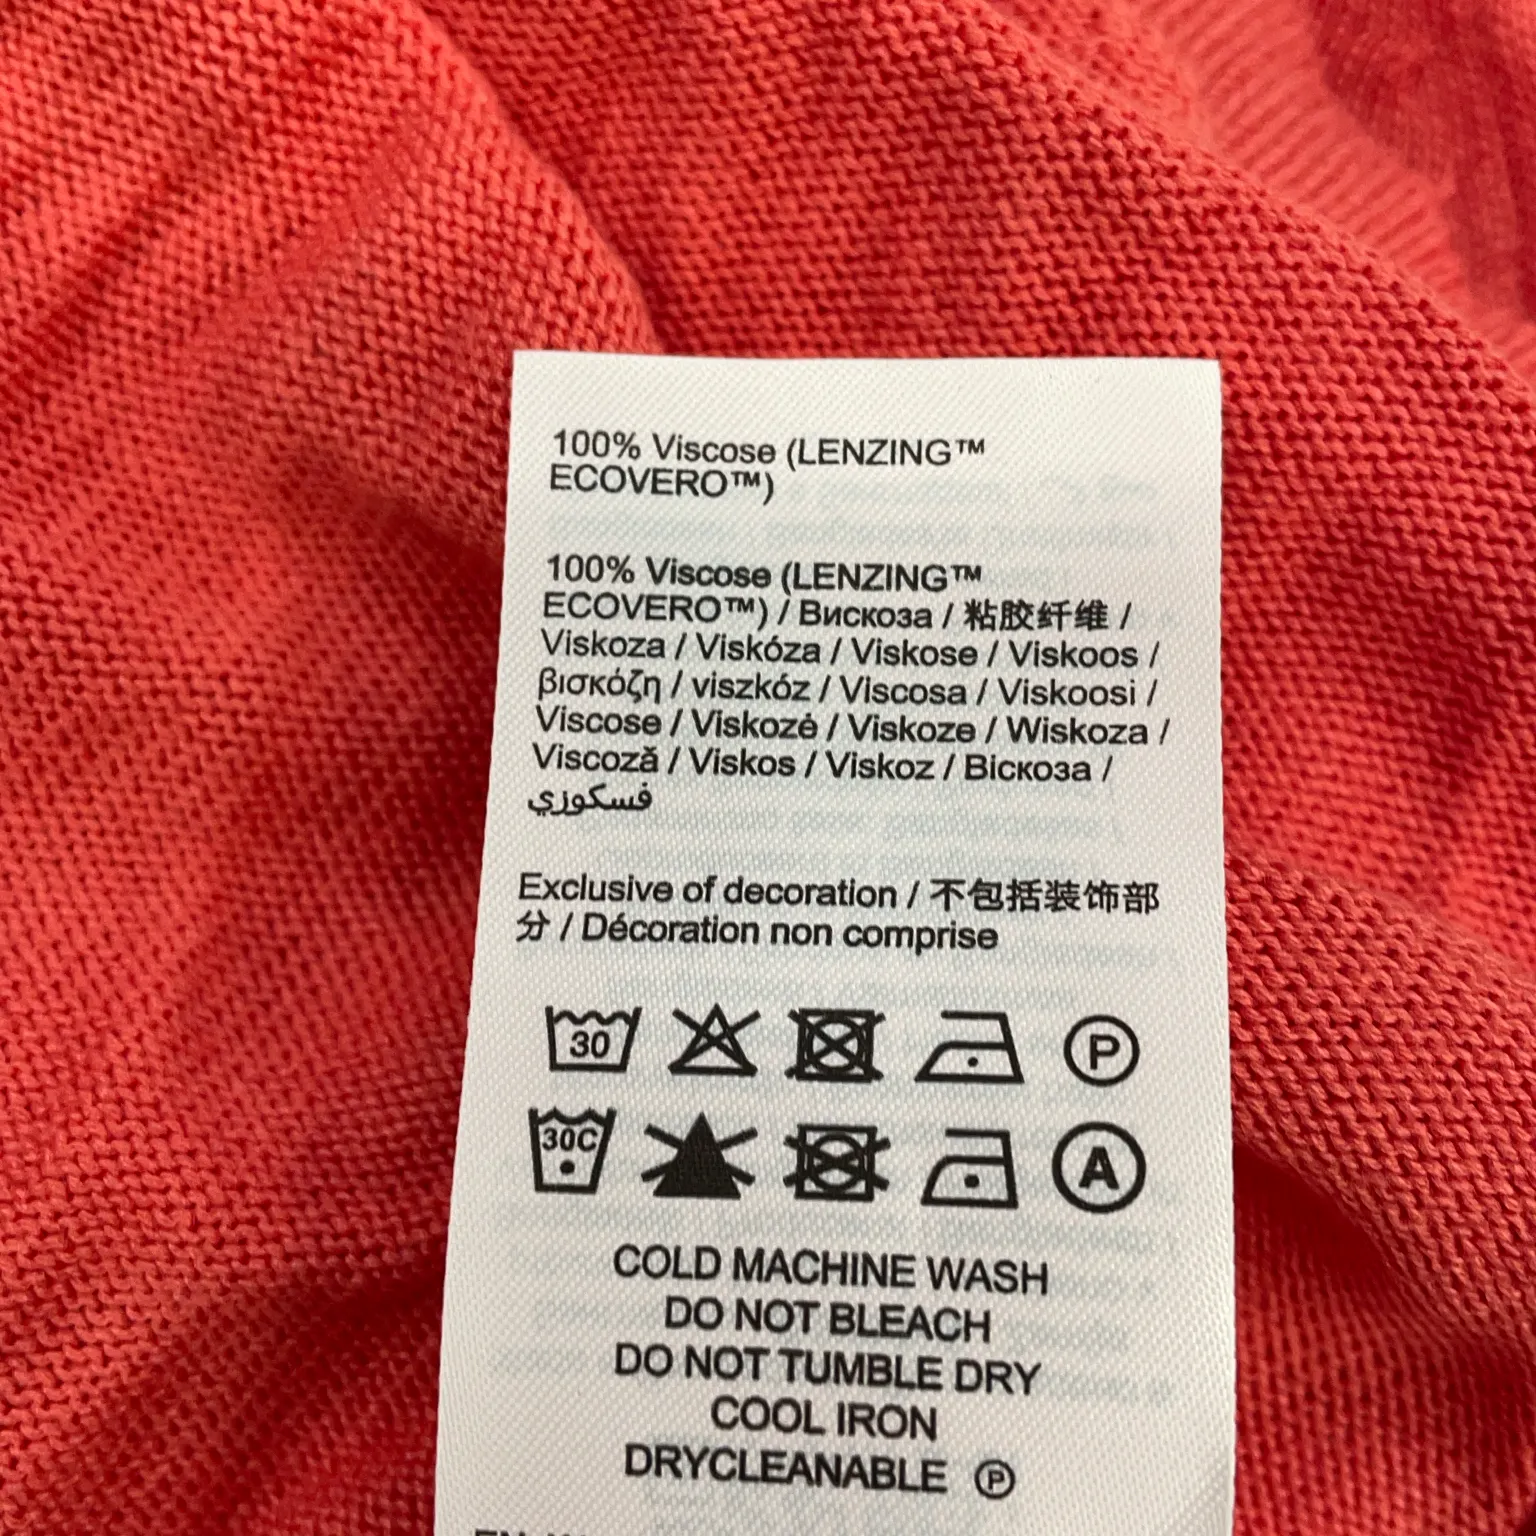 100% Viscose (LENZING™
ECOVERO™)
100% Viscose (LENZING™
ECOVERO™) / Вискоза / 粘胶纤维 /
Viskoza / Viskóza / Viskose / Viskoos /
βισκόζη / viszkóz / Viscosa / Viskoosi /
Viscose / Viskozė / Viskoze / Wiskoza /
Viscoză / Viskos / Viskoz / Віскоза /
فسكوزي
Exclusive of decoration / 不包括装饰部
分 / Décoration non comprise
30 P
30C A
COLD MACHINE WASH
DO NOT BLEACH
DO NOT TUMBLE DRY
COOL IRON
DRYCLEANABLE Ⓟ